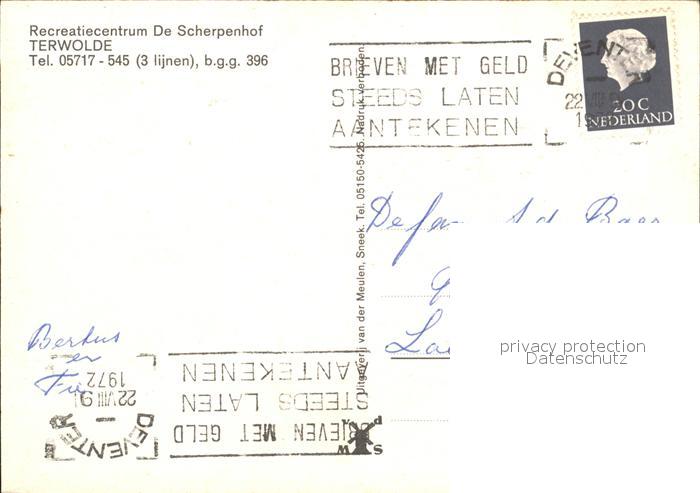 Recreatiecentrum De Scherpenhof
TERWOLDE
Tel. 05717 - 545 (3 lijnen), b.g.g. 396
BRIEVEN MET GELD
STEEDS LATEN
AANTEKENEN
DEVENTER
22 VIII
20 C
NEDERLAND
Uitgeverij van der Meulen, Sneek. Tel. 05150-5425. Nadruk verboden.
De fa
privacy protection
Datenschutz
Bertus
en
BRIEVEN MET GELD
STEEDS LATEN
AANTEKENEN
DEVENTER
22 VIII 9
1972